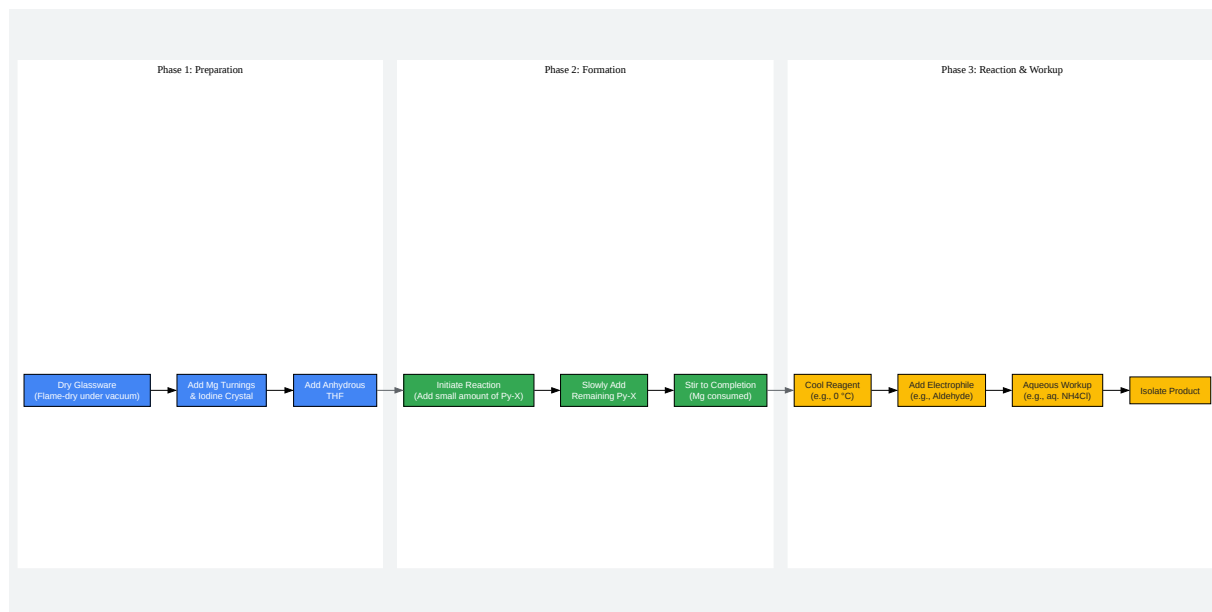 Phase 1: Preparation
Dry Glassware
(Flame-dry under vacuum)
Add Mg Turnings
& Iodine Crystal
Add Anhydrous
THF
Phase 2: Formation
Initiate Reaction
(Add small amount of Py-X)
Slowly Add
Remaining Py-X
Stir to Completion
(Mg consumed)
Phase 3: Reaction & Workup
Cool Reagent
(e.g., 0 °C)
Add Electrophile
(e.g., Aldehyde)
Aqueous Workup
(e.g., aq. NH4Cl)
Isolate Product